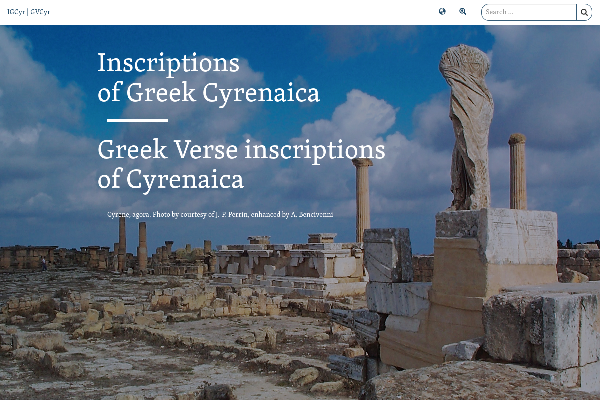 IGCyr | GVCyr
Search...
Inscriptions
of Greek Cyrenaica
Greek Verse inscriptions
of Cyrenaica
Cyrene, agora. Photo by courtesy of J. P. Perrin, enhanced by A. Bencivenni